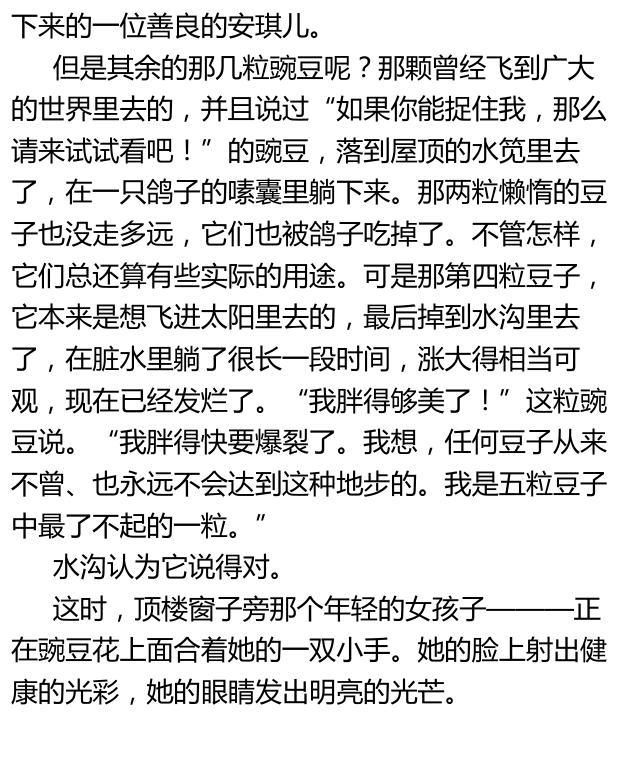 下来的一位善良的安琪儿。
但是其余的那几粒豌豆呢？那颗曾经飞到广大
的世界里去的，并且说过“如果你能捉住我，那么
请来试试看吧！”的豌豆，落到屋顶的水笕里去
了，在一只鸽子的嗉囊里躺下来。那两粒懒惰的豆
子也没走多远，它们也被鸽子吃掉了。不管怎样，
它们总还算有些实际的用途。可是那第四粒豆子，
它本来是想飞进太阳里去的，最后掉到水沟里去
了，在脏水里躺了很长一段时间，涨大得相当可
观，现在已经发烂了。“我胖得够美了！”这粒豌
豆说。“我胖得快要爆裂了。我想，任何豆子从来
不曾、也永远不会达到这种地步的。我是五粒豆子
中最了不起的一粒。”
水沟认为它说得对。
这时，顶楼窗子旁那个年轻的女孩子———正
在豌豆花上面合着她的一双小手。她的脸上射出健
康的光彩，她的眼睛发出明亮的光芒。